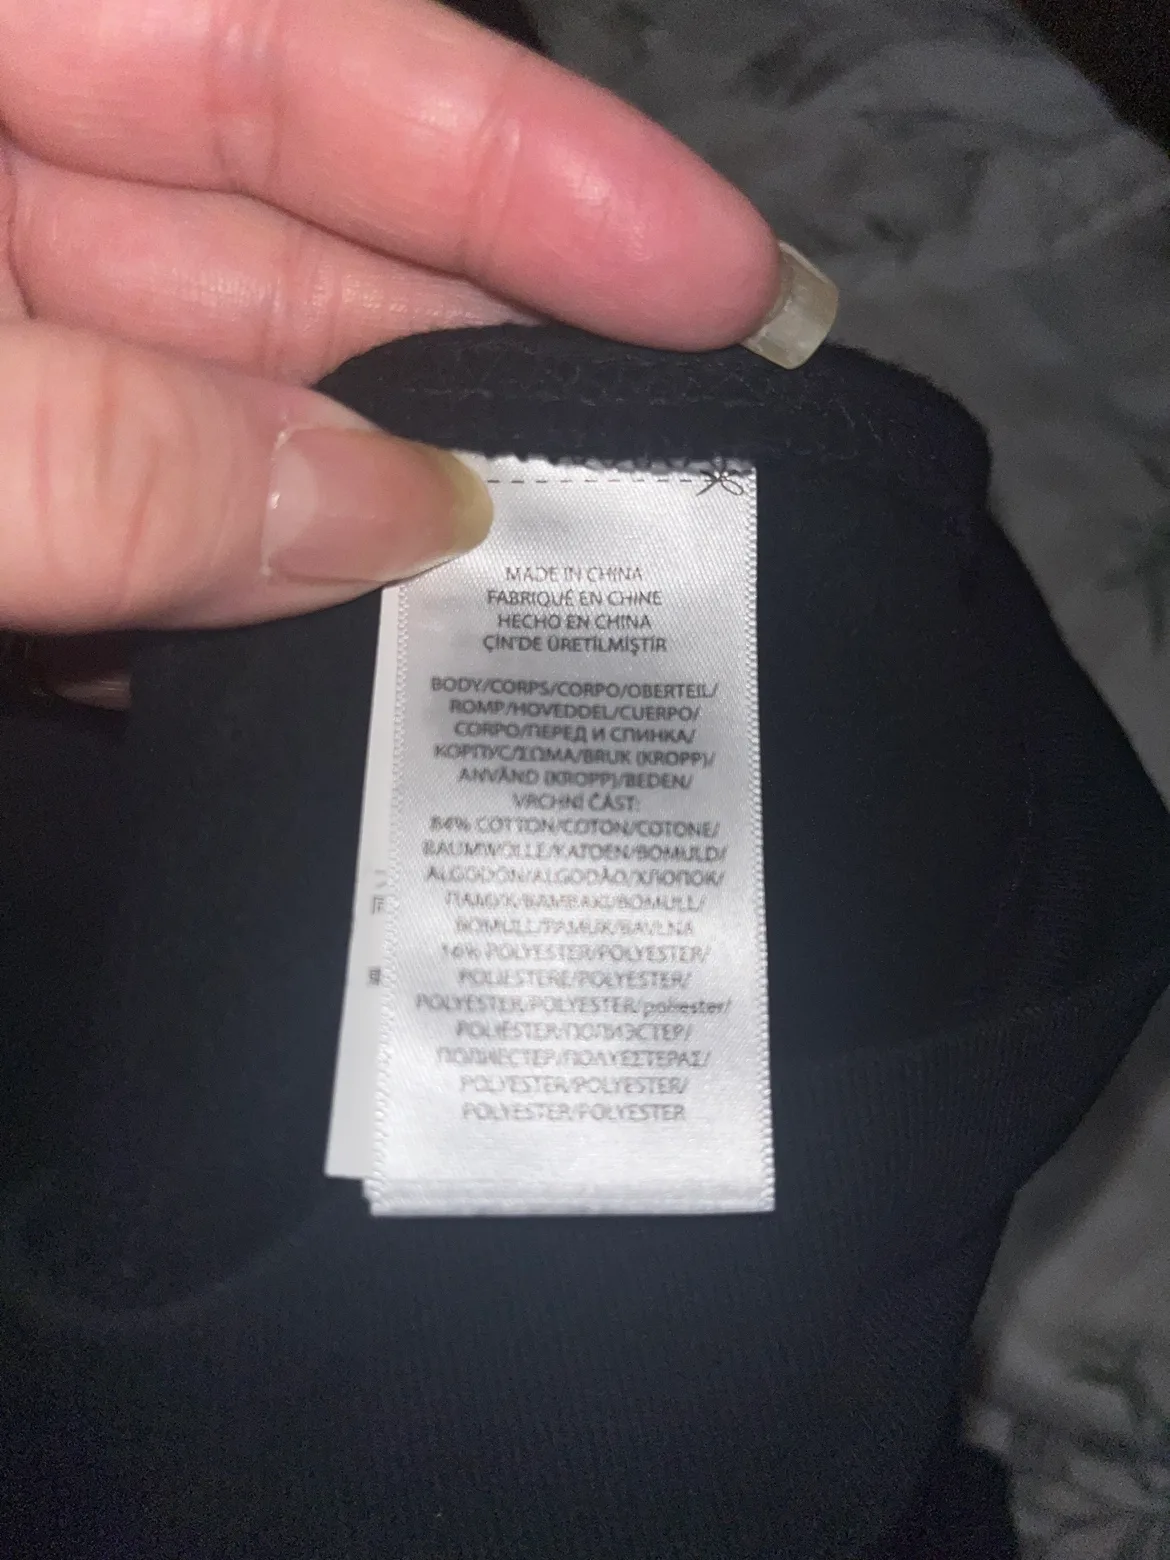 MADE IN CHINA
FABRIQUÉ EN CHINE
HECHO EN CHINA
ÇİN'DE ÜRETİLMİŞTİR
BODY/CORPS/CORPO/OBERTEIL/
ROMP/HOVEDDEL/CUERPO/
CORPO/ПЕРЕД И СПИНКА/
КОРПУС/ΣΩΜΑ/BRUK (KROPP)/
ANVÄND (KROPP)/BEDEN/
VRCHNÍ ČÁST:
84% COTTON/COTON/COTONE/
BAUMWOLLE/KATOEN/BOMULD/
ALGODÓN/ALGODÃO/ХЛОПОК/
ПАМУК/ΒΑΜΒΑΚΙ/BOMULL/
BOMULL/PAMUK/BAVLNA
16% POLYESTER/POLYESTER/
POLIESTERE/POLYESTER/
POLYESTER/POLYESTER/poliester/
POLIÉSTER/ПОЛИЭСТЕР/
ПОЛИЕСТЕР/ΠΟΛΥΕΣΤΕΡΑΣ/
POLYESTER/POLYESTER/
POLYESTER/POLYESTER